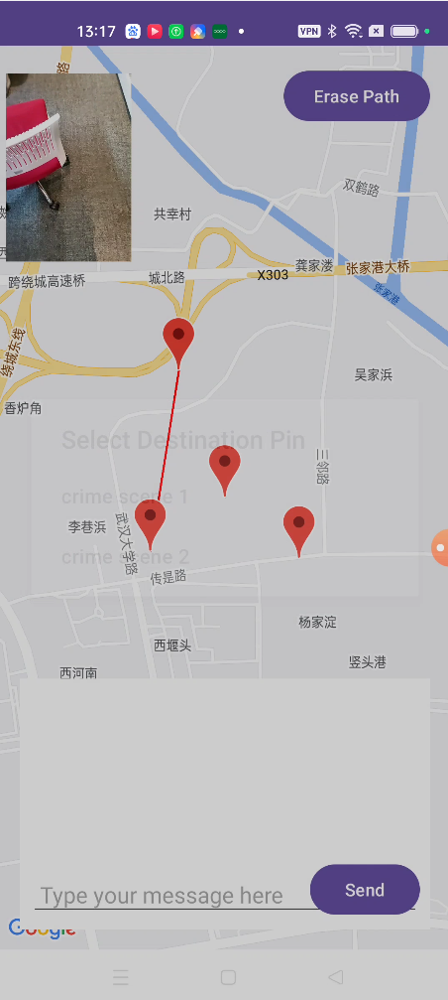 13:17
VPN
Erase Path
路
双鹤路
共幸村
跨绕城高速桥
城北路
X303
龚家溇
张家港大桥
张家港
绕城东线
吴家浜
香炉角
Select Destination Pin
crime scene 1
三邻路
李巷浜
武汉大学路
crime scene 2
传是路
杨家淀
西堰头
竖头港
西河南
Type your message here
Send
Google